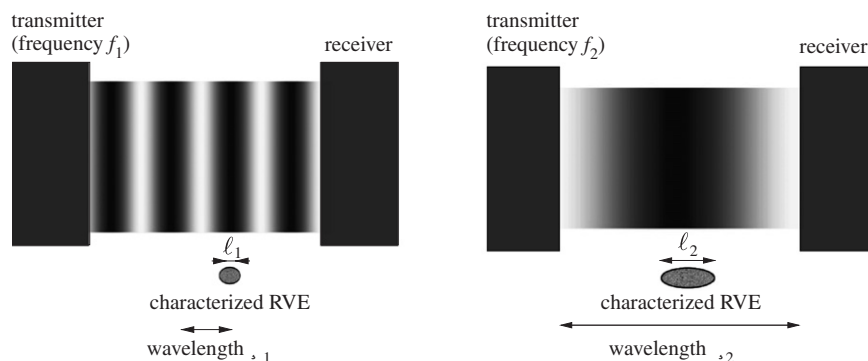 transmitter
(frequency f₁)
receiver
ℓ₁
characterized RVE
wavelength
transmitter
(frequency f₂)
receiver
ℓ₂
characterized RVE
wavelength